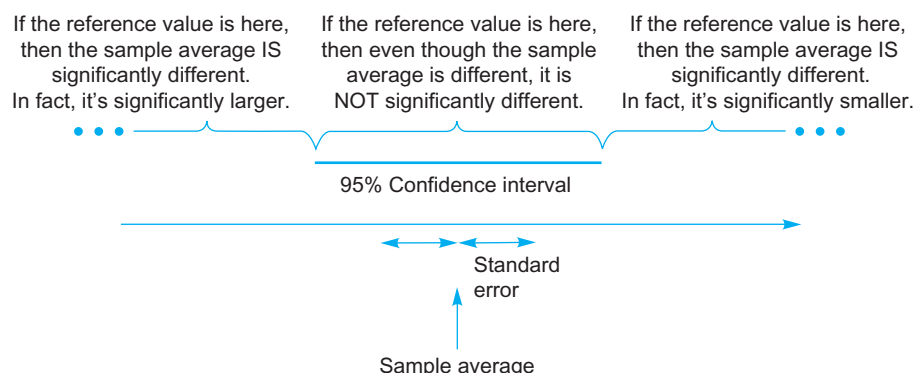 If the reference value is here,
then the sample average IS
significantly different.
In fact, it's significantly larger.
If the reference value is here,
then even though the sample
average is different, it is
NOT significantly different.
If the reference value is here,
then the sample average IS
significantly different.
In fact, it's significantly smaller.
95% Confidence interval
Standard
error
Sample average